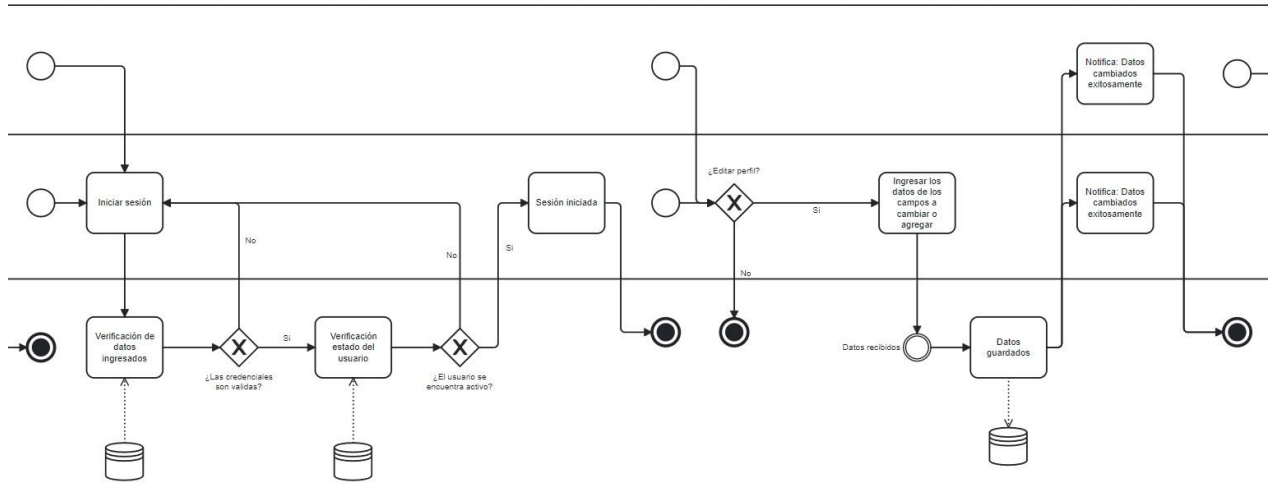 Notifica: Datos
cambiados
exitosamente
Iniciar sesión
No
No
Si
Sesión iniciada
¿Editar perfil?
Si
No
Ingresar los
datos de los
campos a
cambiar o
agregar
Notifica: Datos
cambiados
exitosamente
Verificación de
datos
ingresados
¿Las credenciales
son validas?
Si
Verificación
estado del
usuario
¿El usuario se
encuentra activo?
Datos recibidos
Datos
guardados